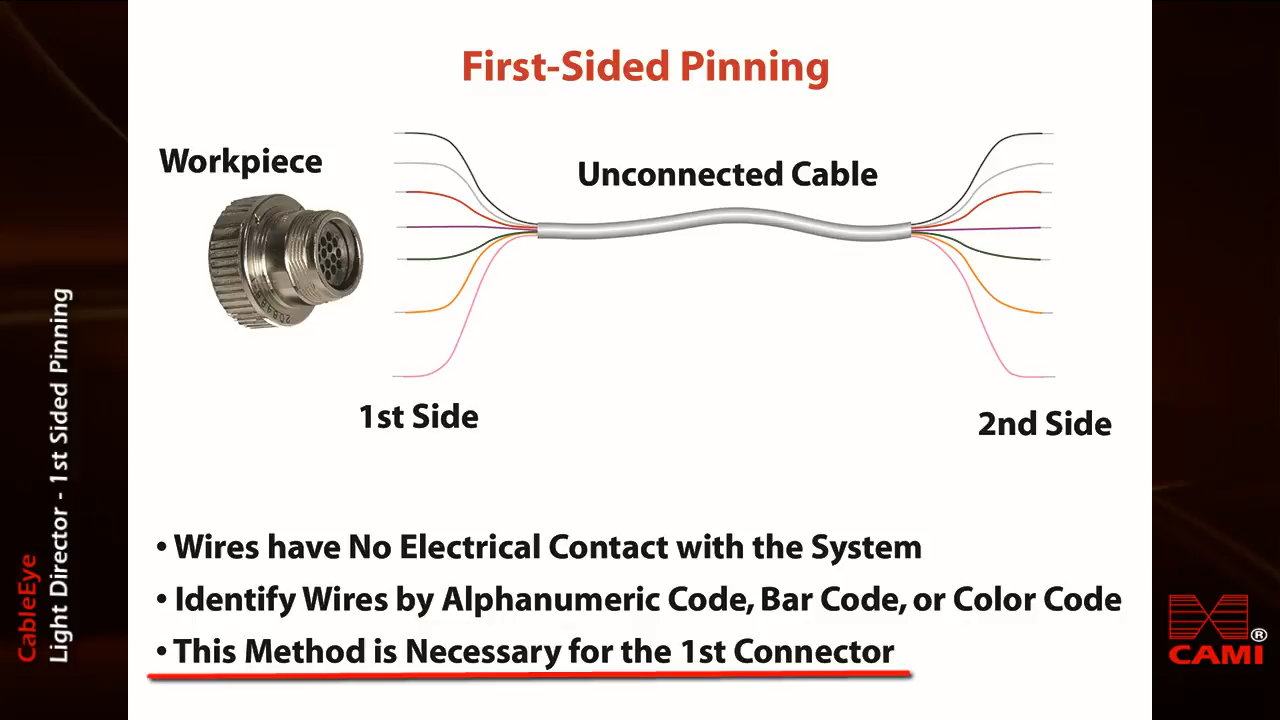 First-Sided Pinning
Workpiece
Unconnected Cable
1st Side
2nd Side
• Wires have No Electrical Contact with the System
• Identify Wires by Alphanumeric Code, Bar Code, or Color Code
• This Method is Necessary for the 1st Connector
CableEye
Light Director - 1st Sided Pinning
CAMI®